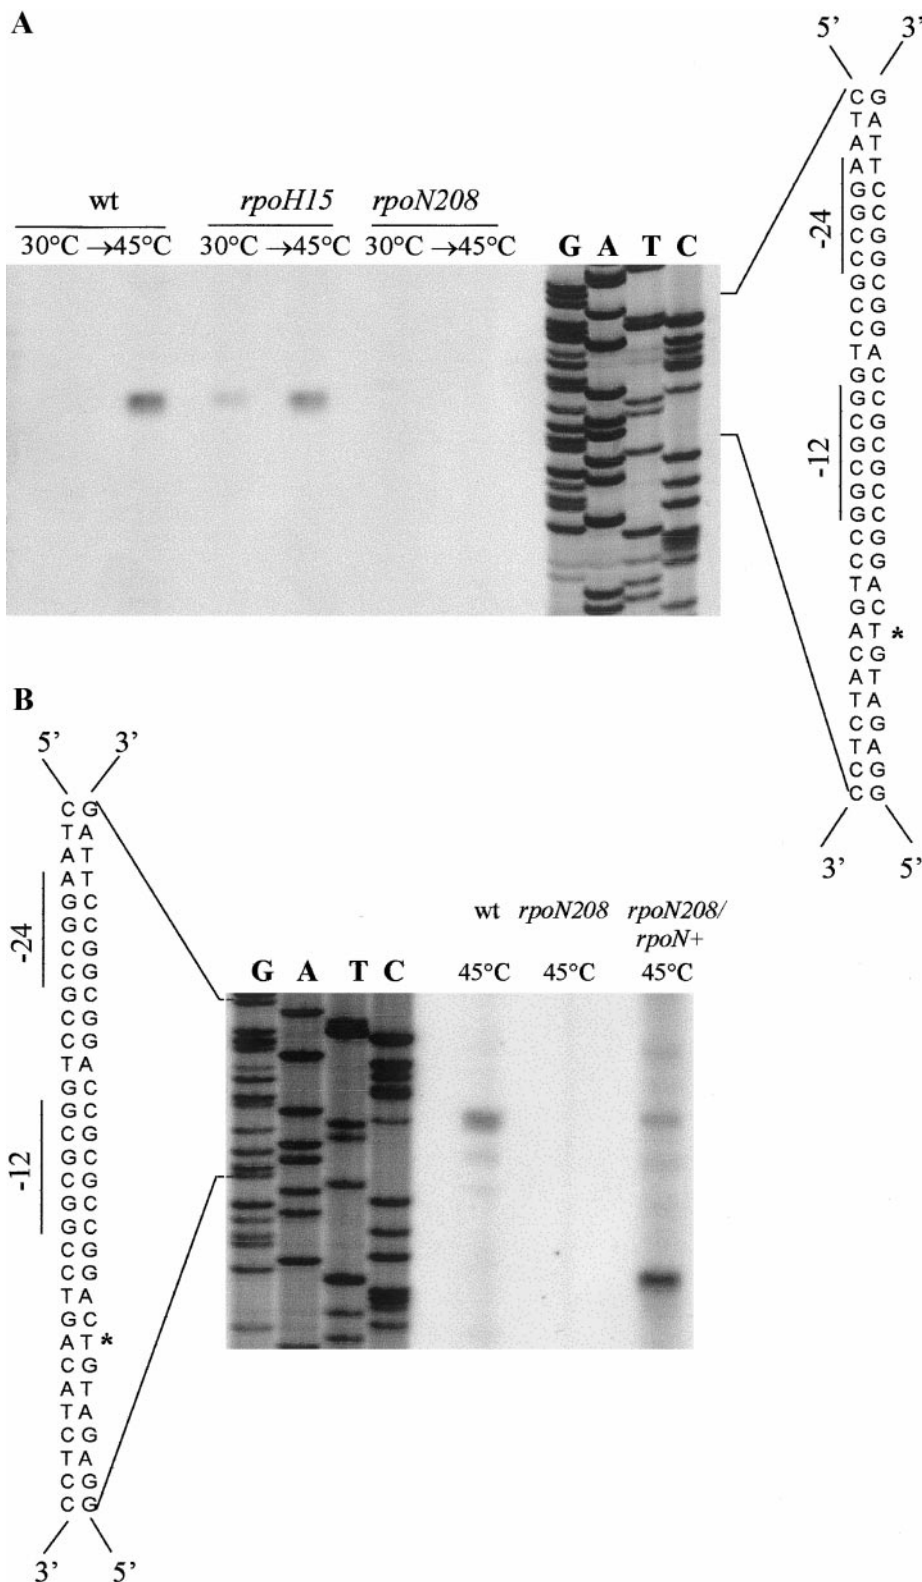 A
5' 3'
wt rpoH15 rpoN208
30°C →45°C 30°C →45°C 30°C →45°C
G A T C
-24
-12
C G
T A
A T
A T
G C
G C
C G
C G
G C
C G
C G
T A
G C
G C
C G
G C
C G
G C
G C
C G
C G
T A
G C
A T *
C G
A T
T A
C G
T A
C G
C G
3' 5'
B
5' 3'
C G
T A
A T
A T
G C
G C
C G
C G
G C
C G
C G
T A
G C
G C
C G
G C
C G
G C
G C
C G
C G
T A
G C
A T *
C G
A T
T A
C G
T A
C G
C G
-24
-12
3' 5'
wt rpoN208 rpoN208/
rpoN+
G A T C 45°C 45°C 45°C